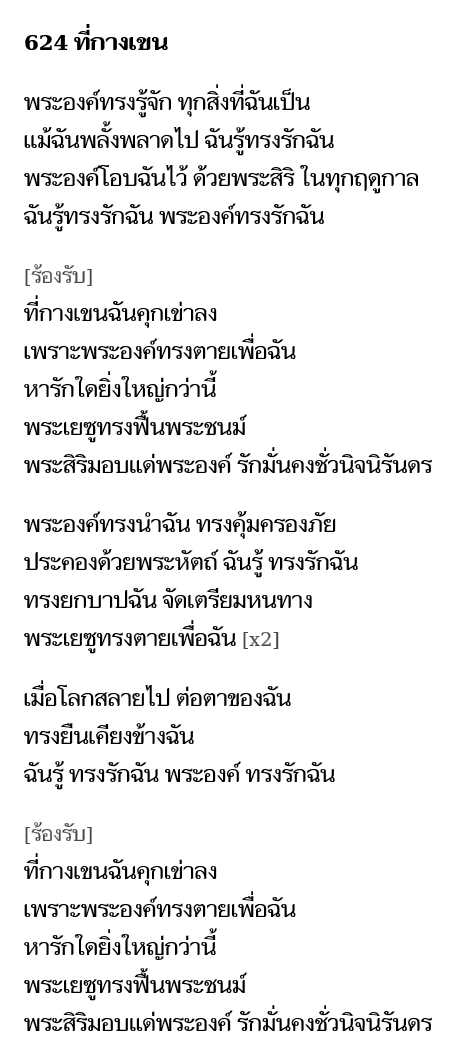 624 ที่กางเขน
พระองค์ทรงรู้จัก ทุกสิ่งที่ฉันเป็น
แม้ฉันพลั้งพลาดไป ฉันรู้ทรงรักฉัน
พระองค์โอบฉันไว้ ด้วยพระสิริ ในทุกฤดูกาล
ฉันรู้ทรงรักฉัน พระองค์ทรงรักฉัน
[ร้องรับ]
ที่กางเขนฉันคุกเข่าลง
เพราะพระองค์ทรงตายเพื่อฉัน
หารักใดยิ่งใหญ่กว่านี้
พระเยซูทรงฟื้นพระชนม์
พระสิริมอบแด่พระองค์ รักมั่นคงชั่วนิจนิรันดร
พระองค์ทรงนำฉัน ทรงคุ้มครองภัย
ประคองด้วยพระหัตถ์ ฉันรู้ ทรงรักฉัน
ทรงยกบาปฉัน จัดเตรียมหนทาง
พระเยซูทรงตายเพื่อฉัน [x2]
เมื่อโลกสลายไป ต่อตาของฉัน
ทรงยืนเคียงข้างฉัน
ฉันรู้ ทรงรักฉัน พระองค์ ทรงรักฉัน
[ร้องรับ]
ที่กางเขนฉันคุกเข่าลง
เพราะพระองค์ทรงตายเพื่อฉัน
หารักใดยิ่งใหญ่กว่านี้
พระเยซูทรงฟื้นพระชนม์
พระสิริมอบแด่พระองค์ รักมั่นคงชั่วนิจนิรันดร